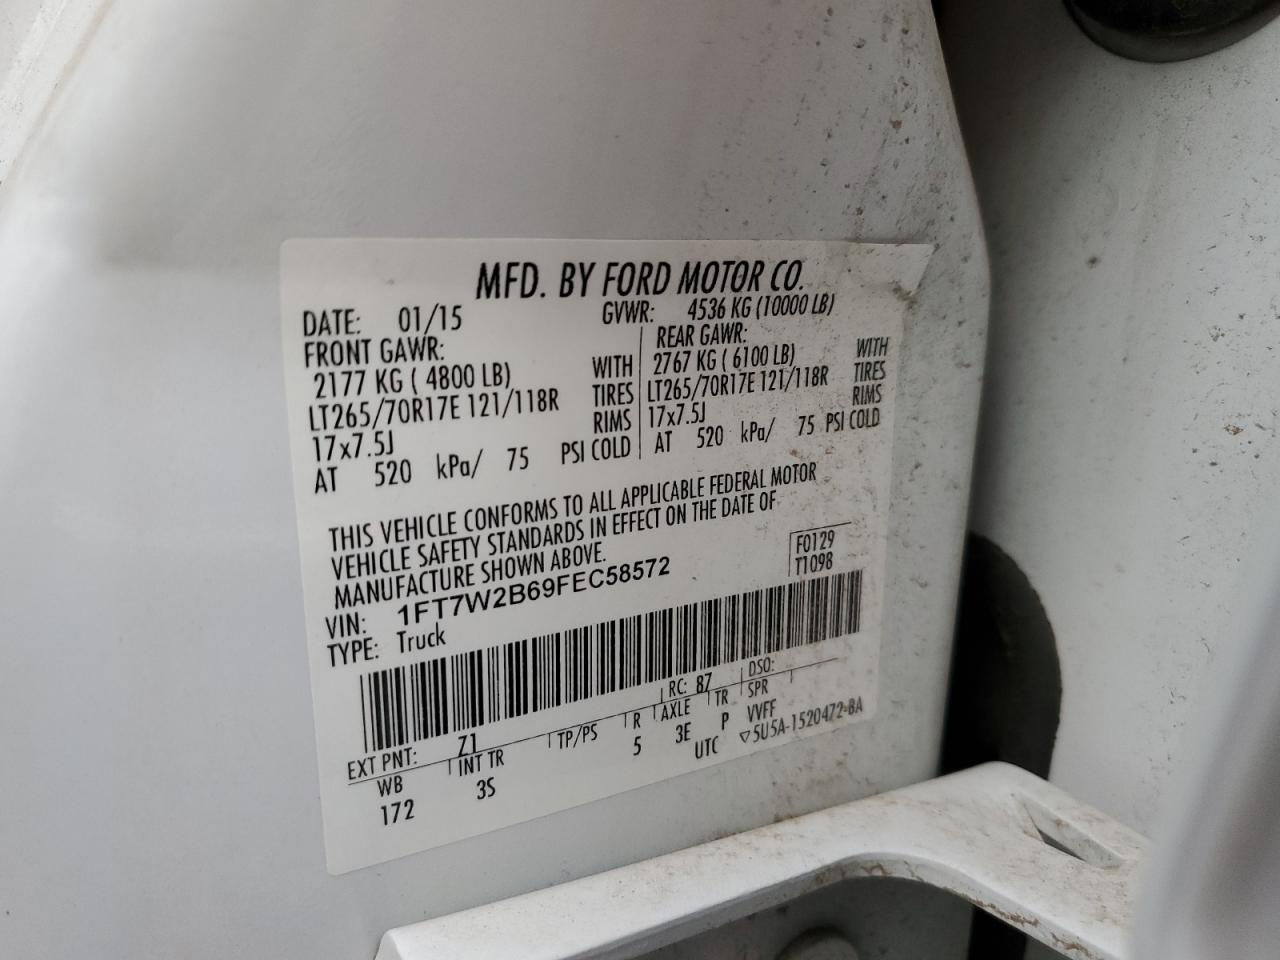 MFD. BY FORD MOTOR CO.
DATE: 01/15 GVWR: 4536 KG (10000 LB)
FRONT GAWR: REAR GAWR:
2177 KG ( 4800 LB) WITH 2767 KG ( 6100 LB) WITH
LT265/70R17E 121/118R TIRES LT265/70R17E 121/118R TIRES
17x7.5J RIMS 17x7.5J RIMS
AT 520 kPa/ 75 PSI COLD AT 520 kPa/ 75 PSI COLD
THIS VEHICLE CONFORMS TO ALL APPLICABLE FEDERAL MOTOR
VEHICLE SAFETY STANDARDS IN EFFECT ON THE DATE OF
MANUFACTURE SHOWN ABOVE.
F0129
VIN: 1FT7W2B69FEC58572 T1098
TYPE: Truck
EXT PNT: Z1 RC: 87 DSO:
WB INT TR TP/PS R AXLE TR SPR
172 3S 5 3E P VVFF
UTC ▽5U5A-1520472-BA